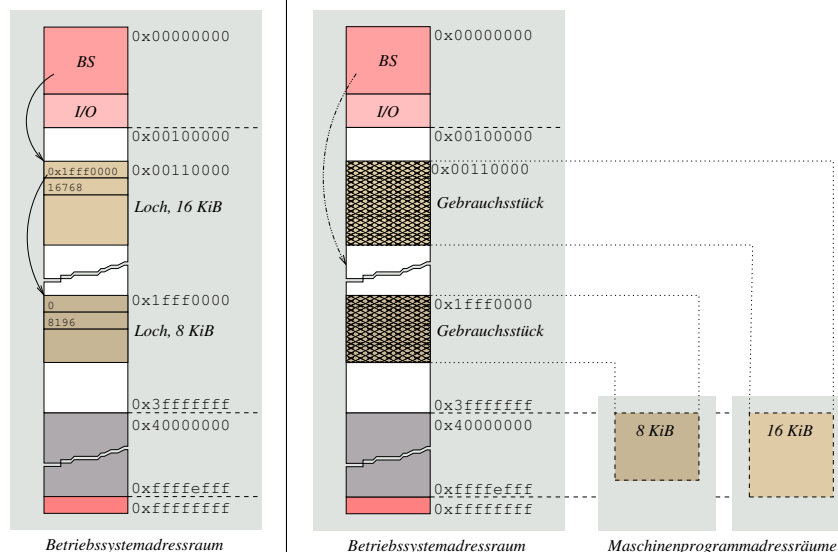 0x00000000
BS
I/O
0x00100000
0x1fff0000
0x00110000
16768
Loch, 16 KiB
0x1fff0000
0
8196
Loch, 8 KiB
0x3fffffff
0x40000000
0xffffefff
0xffffffff
Betriebssystemadressraum
0x00000000
BS
I/O
0x00100000
0x00110000
Gebrauchsstück
0x1fff0000
Gebrauchsstück
0x3fffffff
0x40000000
0xffffefff
0xffffffff
Betriebssystemadressraum
8 KiB
16 KiB
Maschinenprogrammadressräume